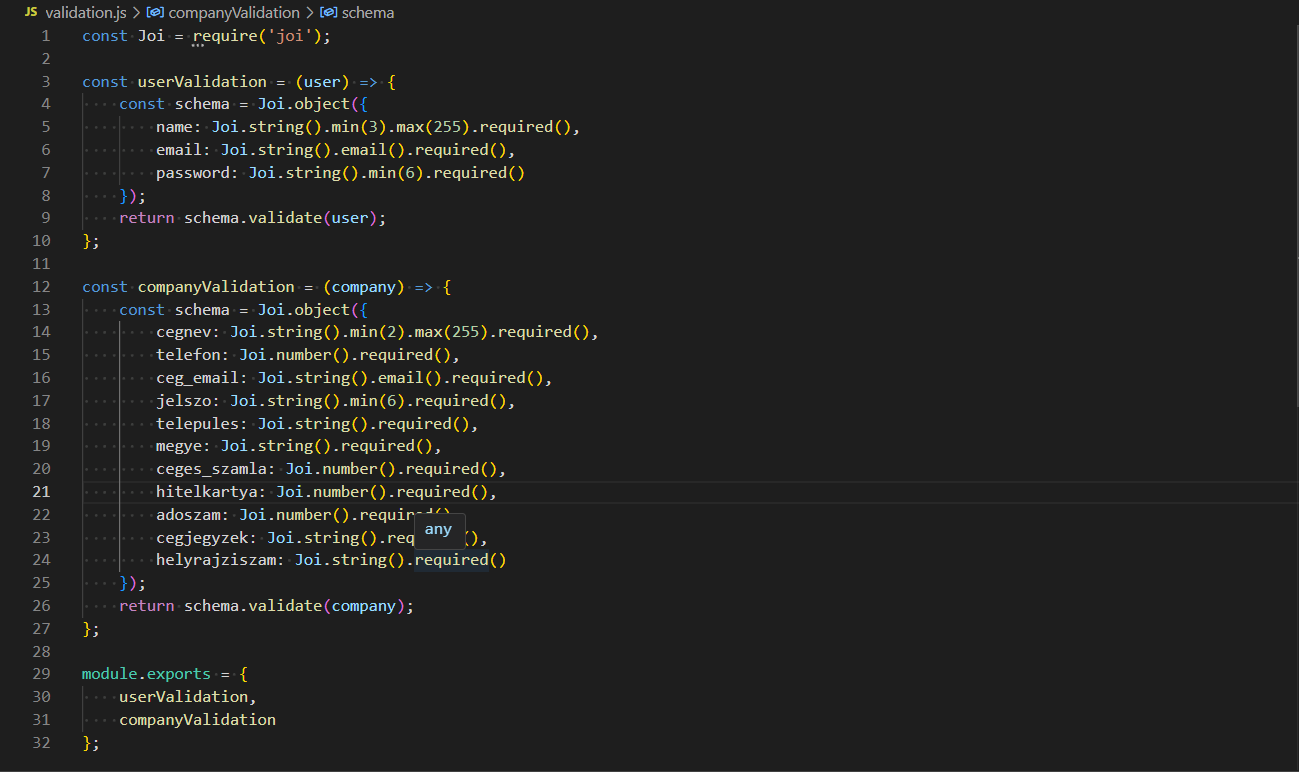 JS validation.js > companyValidation > schema
1 const Joi = require('joi');
2
3 const userValidation = (user) => {
4 const schema = Joi.object({
5 name: Joi.string().min(3).max(255).required(),
6 email: Joi.string().email().required(),
7 password: Joi.string().min(6).required()
8 });
9 return schema.validate(user);
10 };
11
12 const companyValidation = (company) => {
13 const schema = Joi.object({
14 cegnev: Joi.string().min(2).max(255).required(),
15 telefon: Joi.number().required(),
16 ceg_email: Joi.string().email().required(),
17 jelszo: Joi.string().min(6).required(),
18 telepules: Joi.string().required(),
19 megye: Joi.string().required(),
20 ceges_szamla: Joi.number().required(),
21 hitelkartya: Joi.number().required(),
22 adoszam: Joi.number().required(),
any
23 cegjegyzek: Joi.string().req (),
24 helyrajziszam: Joi.string().required()
25 });
26 return schema.validate(company);
27 };
28
29 module.exports = {
30 userValidation,
31 companyValidation
32 };